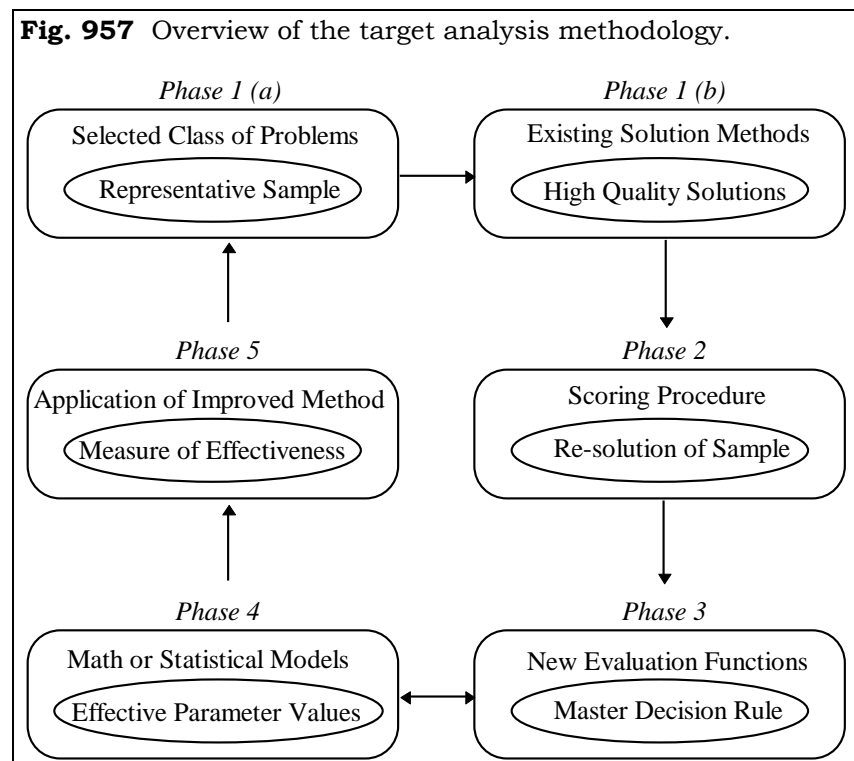 Fig. 957 Overview of the target analysis methodology.
Phase 1 (a)
Selected Class of Problems
Representative Sample
Phase 1 (b)
Existing Solution Methods
High Quality Solutions
Phase 5
Application of Improved Method
Measure of Effectiveness
Phase 2
Scoring Procedure
Re-solution of Sample
Phase 4
Math or Statistical Models
Effective Parameter Values
Phase 3
New Evaluation Functions
Master Decision Rule